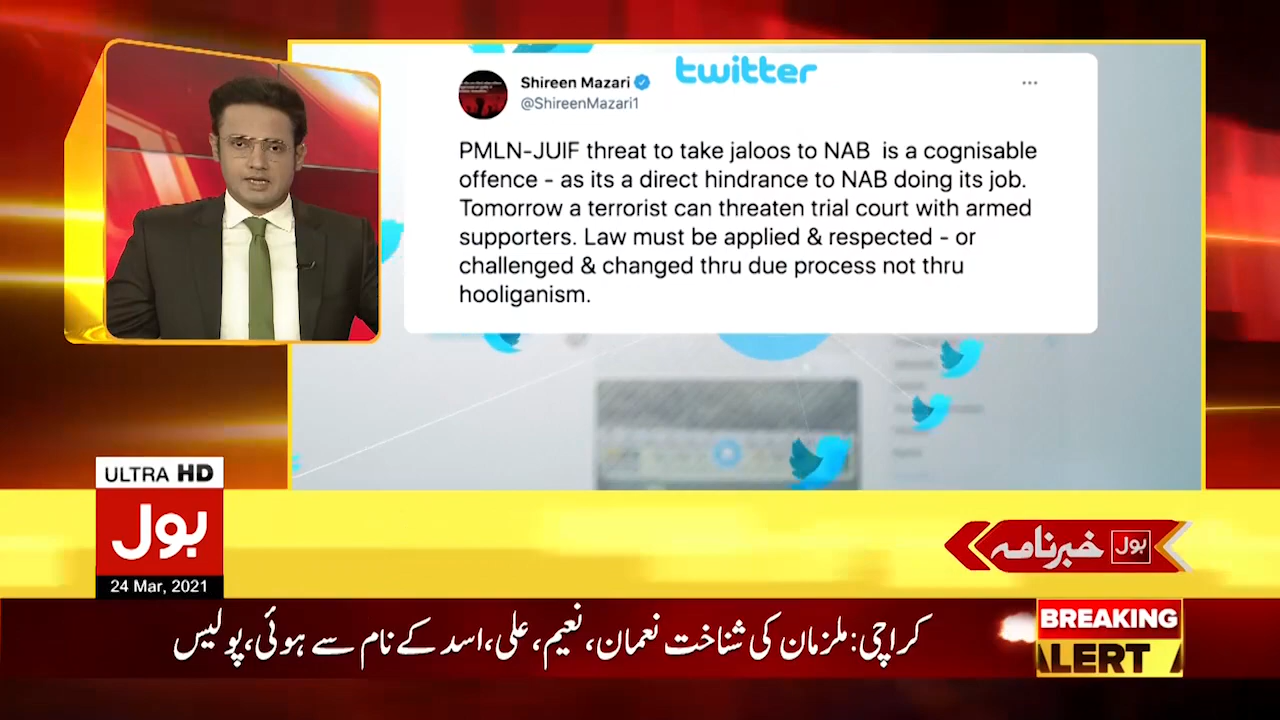 twitter
Shireen Mazari
@ShireenMazari1
PMLN-JUIF threat to take jaloos to NAB is a cognisable
offence - as its a direct hindrance to NAB doing its job.
Tomorrow a terrorist can threaten trial court with armed
supporters. Law must be applied & respected - or
challenged & changed thru due process not thru
hooliganism.
ULTRA HD
بول
24 Mar, 2021
بول خبرنامہ
کراچی: ملزمان کی شناخت نعمان، نعیم، علی، اسد کے نام سے ہوئی، پولیس
BREAKING
ALERT